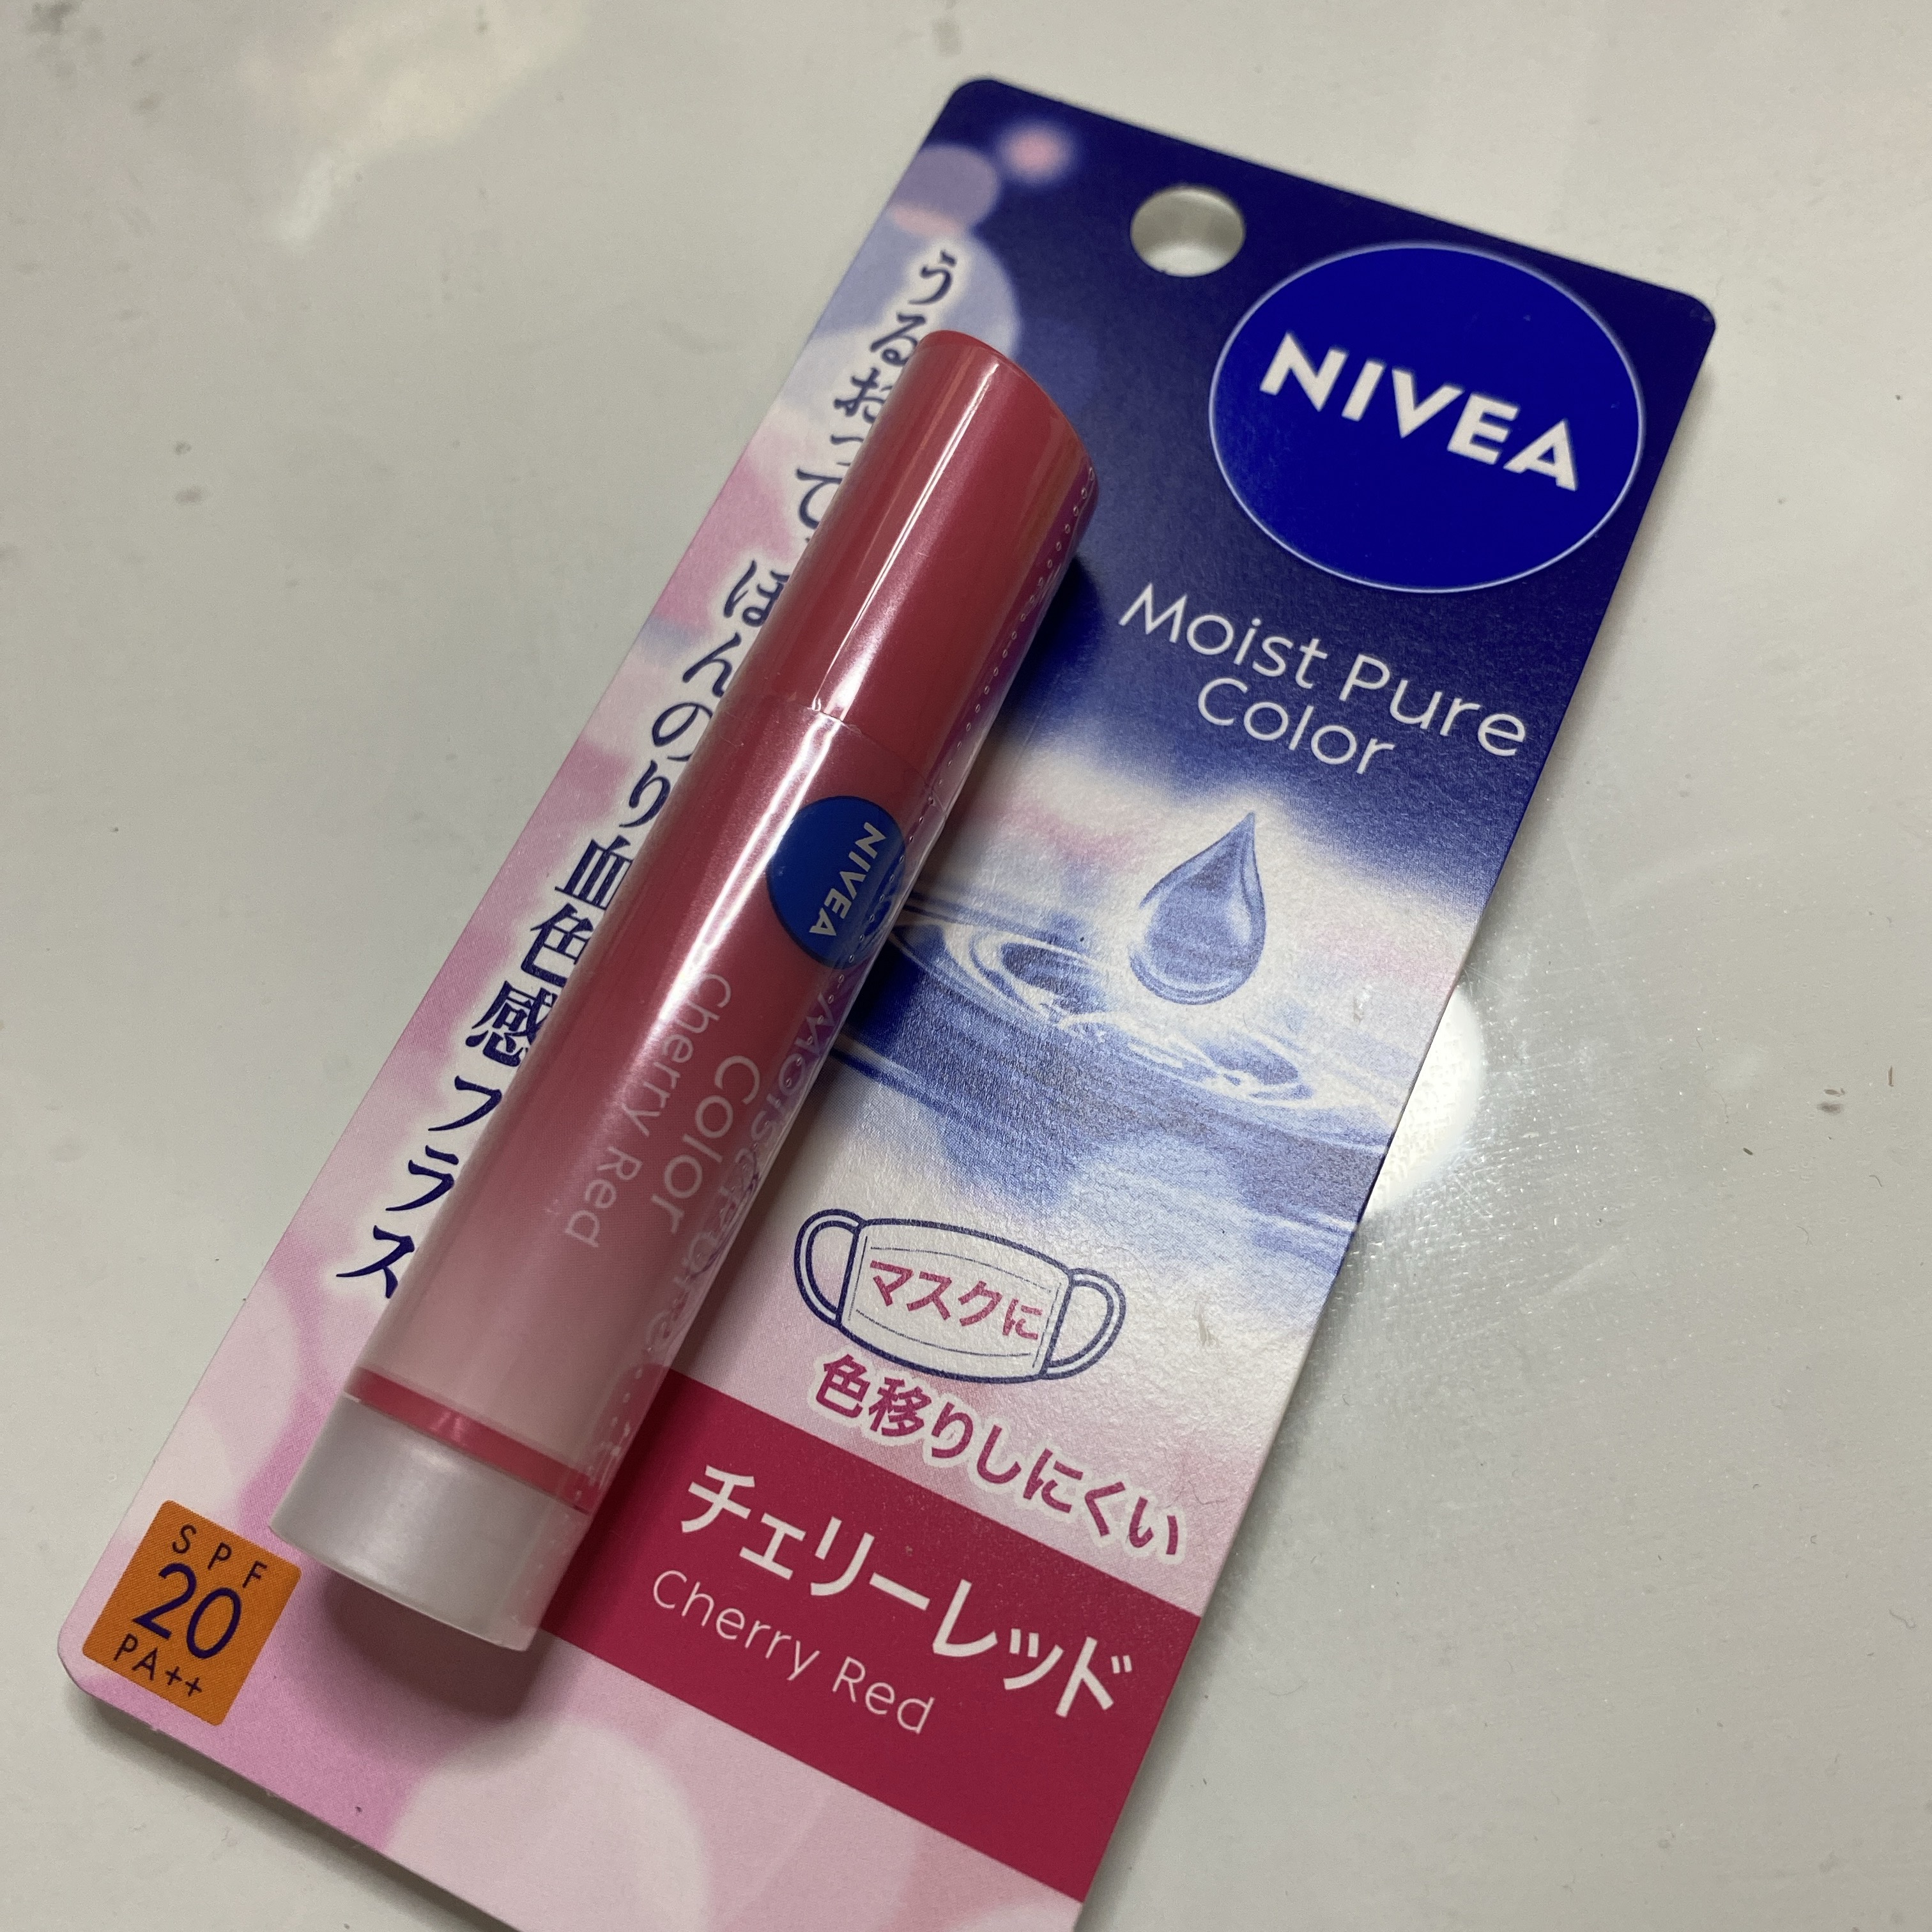 NIVEA
Moist Pure
Color
うるおって、ほんのり血色感プラス
NIVEA
Color
Cherry Red
マスクに
色移りしにくい
チェリーレッド
Cherry Red
SPF
20
PA++